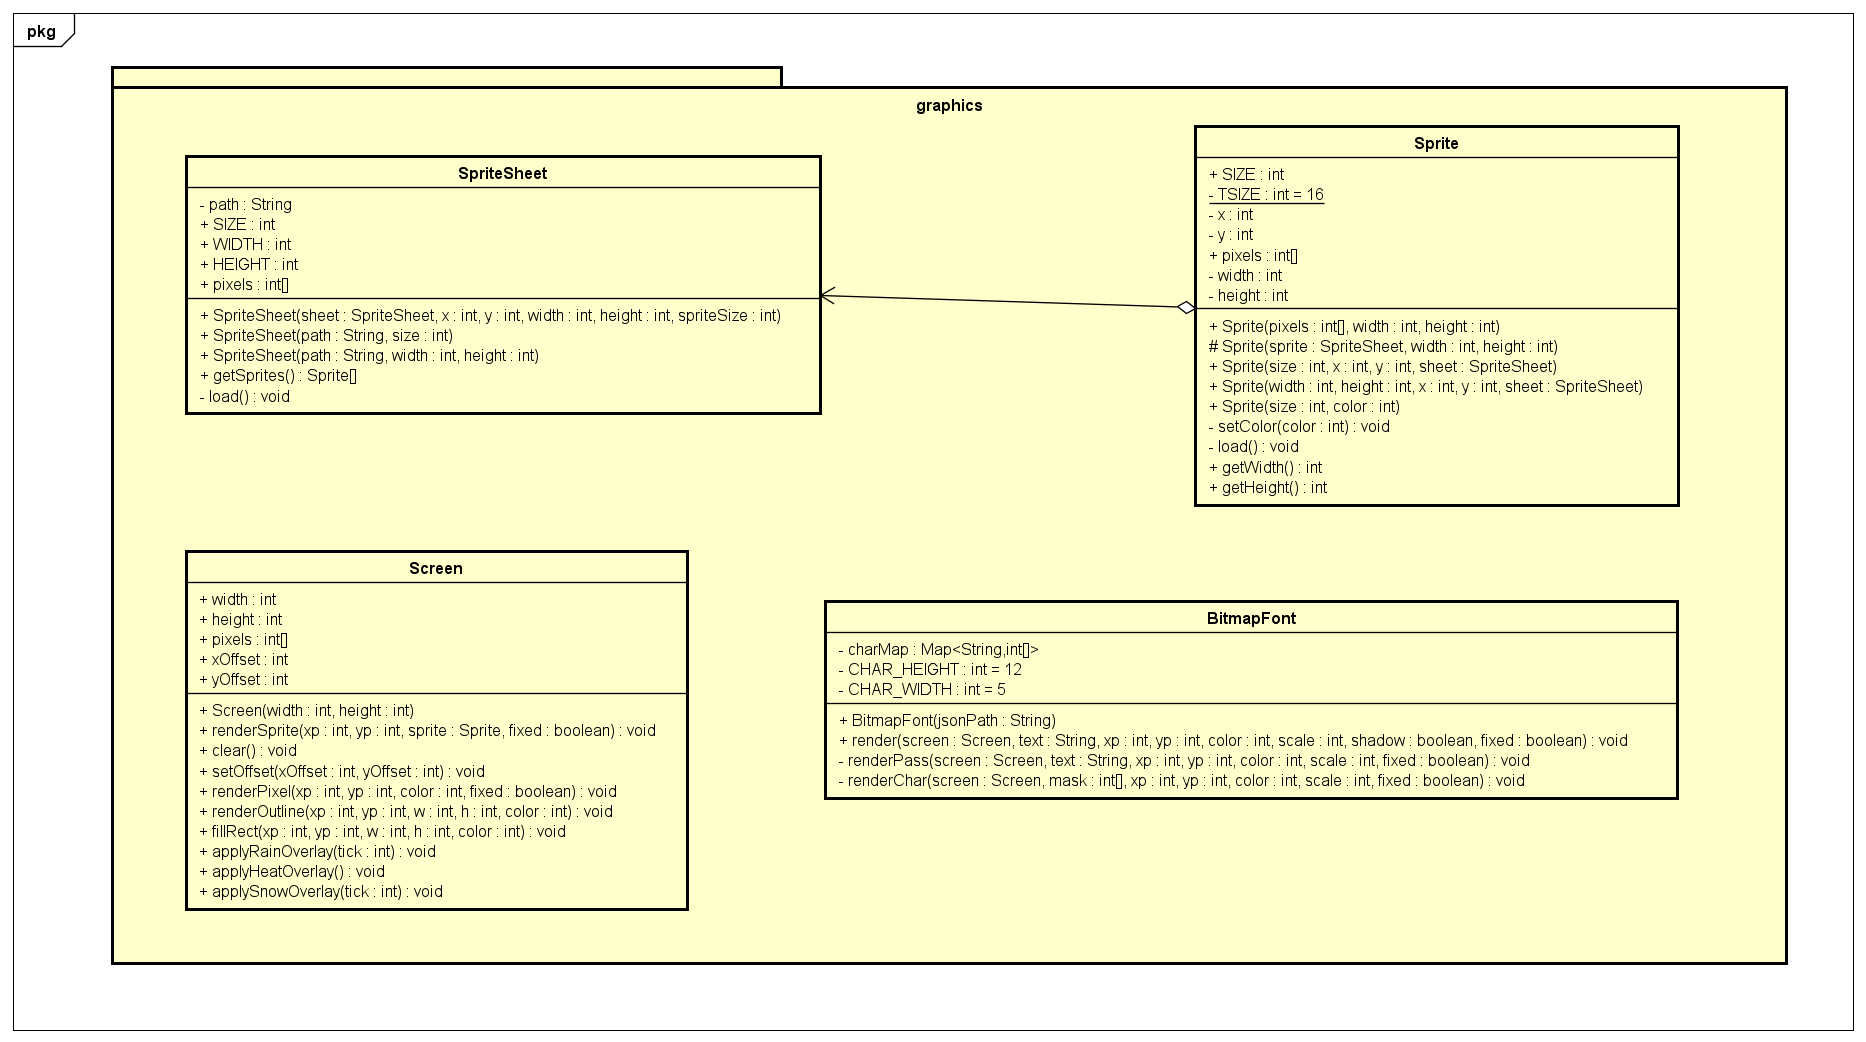 pkg
graphics
SpriteSheet
- path : String
+ SIZE : int
+ WIDTH : int
+ HEIGHT : int
+ pixels : int[]
+ SpriteSheet(sheet : SpriteSheet, x : int, y : int, width : int, height : int, spriteSize : int)
+ SpriteSheet(path : String, size : int)
+ SpriteSheet(path : String, width : int, height : int)
+ getSprites() : Sprite[]
- load() : void
Sprite
+ SIZE : int
- TSIZE : int = 16
- x : int
- y : int
+ pixels : int[]
- width : int
- height : int
+ Sprite(pixels : int[], width : int, height : int)
# Sprite(sprite : SpriteSheet, width : int, height : int)
+ Sprite(size : int, x : int, y : int, sheet : SpriteSheet)
+ Sprite(width : int, height : int, x : int, y : int, sheet : SpriteSheet)
+ Sprite(size : int, color : int)
- setColor(color : int) : void
- load() : void
+ getWidth() : int
+ getHeight() : int
Screen
+ width : int
+ height : int
+ pixels : int[]
+ xOffset : int
+ yOffset : int
+ Screen(width : int, height : int)
+ renderSprite(xp : int, yp : int, sprite : Sprite, fixed : boolean) : void
+ clear() : void
+ setOffset(xOffset : int, yOffset : int) : void
+ renderPixel(xp : int, yp : int, color : int, fixed : boolean) : void
+ renderOutline(xp : int, yp : int, w : int, h : int, color : int) : void
+ fillRect(xp : int, yp : int, w : int, h : int, color : int) : void
+ applyRainOverlay(tick : int) : void
+ applyHeatOverlay() : void
+ applySnowOverlay(tick : int) : void
BitmapFont
- charMap : Map<String,int[]>
- CHAR_HEIGHT : int = 12
- CHAR_WIDTH : int = 5
+ BitmapFont(jsonPath : String)
+ render(screen : Screen, text : String, xp : int, yp : int, color : int, scale : int, shadow : boolean, fixed : boolean) : void
- renderPass(screen : Screen, text : String, xp : int, yp : int, color : int, scale : int, fixed : boolean) : void
- renderChar(screen : Screen, mask : int[], xp : int, yp : int, color : int, scale : int, fixed : boolean) : void